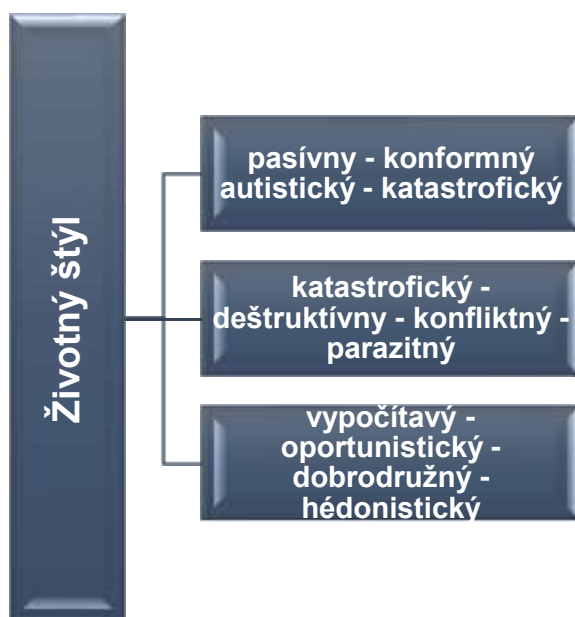 Životný štýl
pasívny - konformný
autistický - katastrofický
katastrofický -
deštruktívny - konfliktný -
parazitný
vypočítavý -
oportunistický -
dobrodružný -
hédonistický